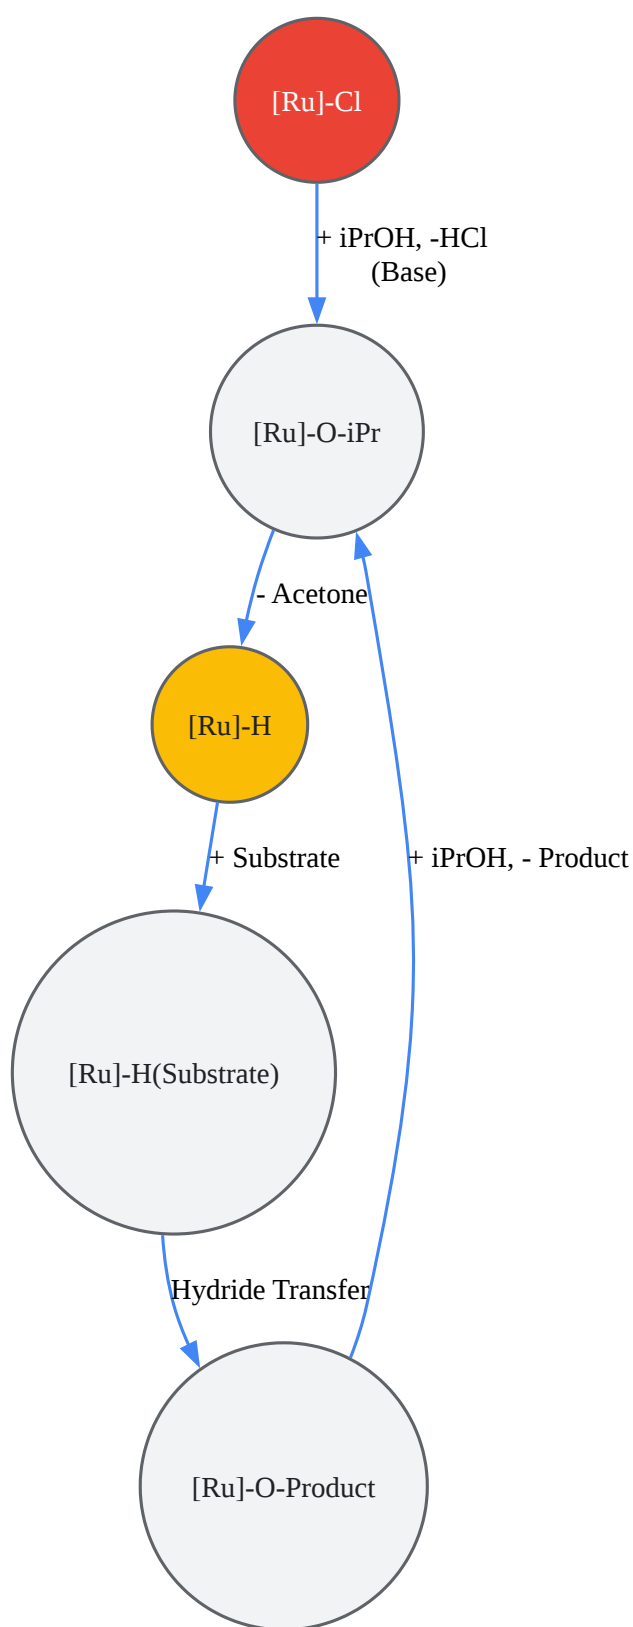 [Ru]-Cl
+ iPrOH, -HCl
(Base)
[Ru]-O-iPr
- Acetone
[Ru]-H
+ Substrate
+ iPrOH, - Product
[Ru]-H(Substrate)
Hydride Transfer
[Ru]-O-Product